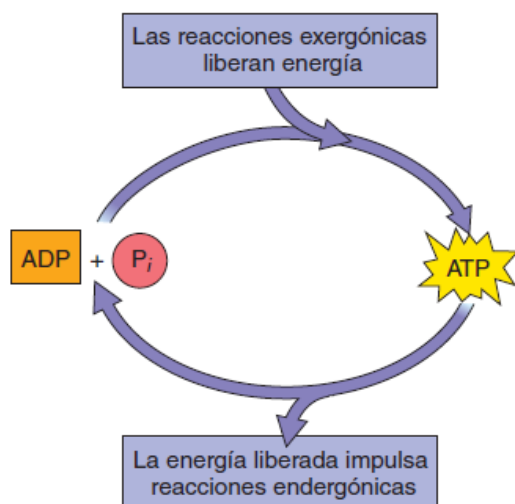 Las reacciones exergónicas
liberan energía
ADP + Pi
ATP
La energía liberada impulsa
reacciones endergónicas